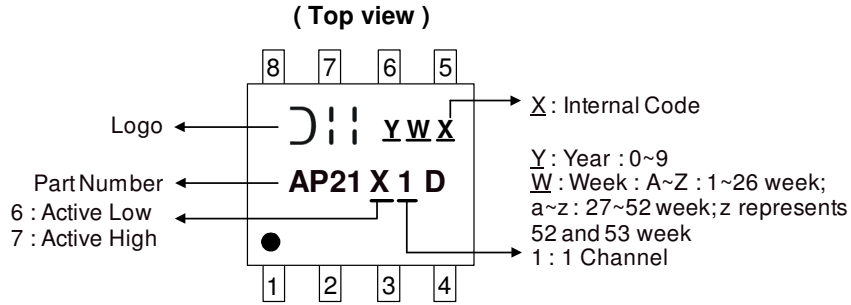 ( Top view )
8 7 6 5
Logo
Y W X
X : Internal Code
Part Number
AP21 X 1 D
6 : Active Low
7 : Active High
Y : Year : 0~9
W : Week : A~Z : 1~26 week;
a~z : 27~52 week; z represents
52 and 53 week
1 : 1 Channel
1 2 3 4